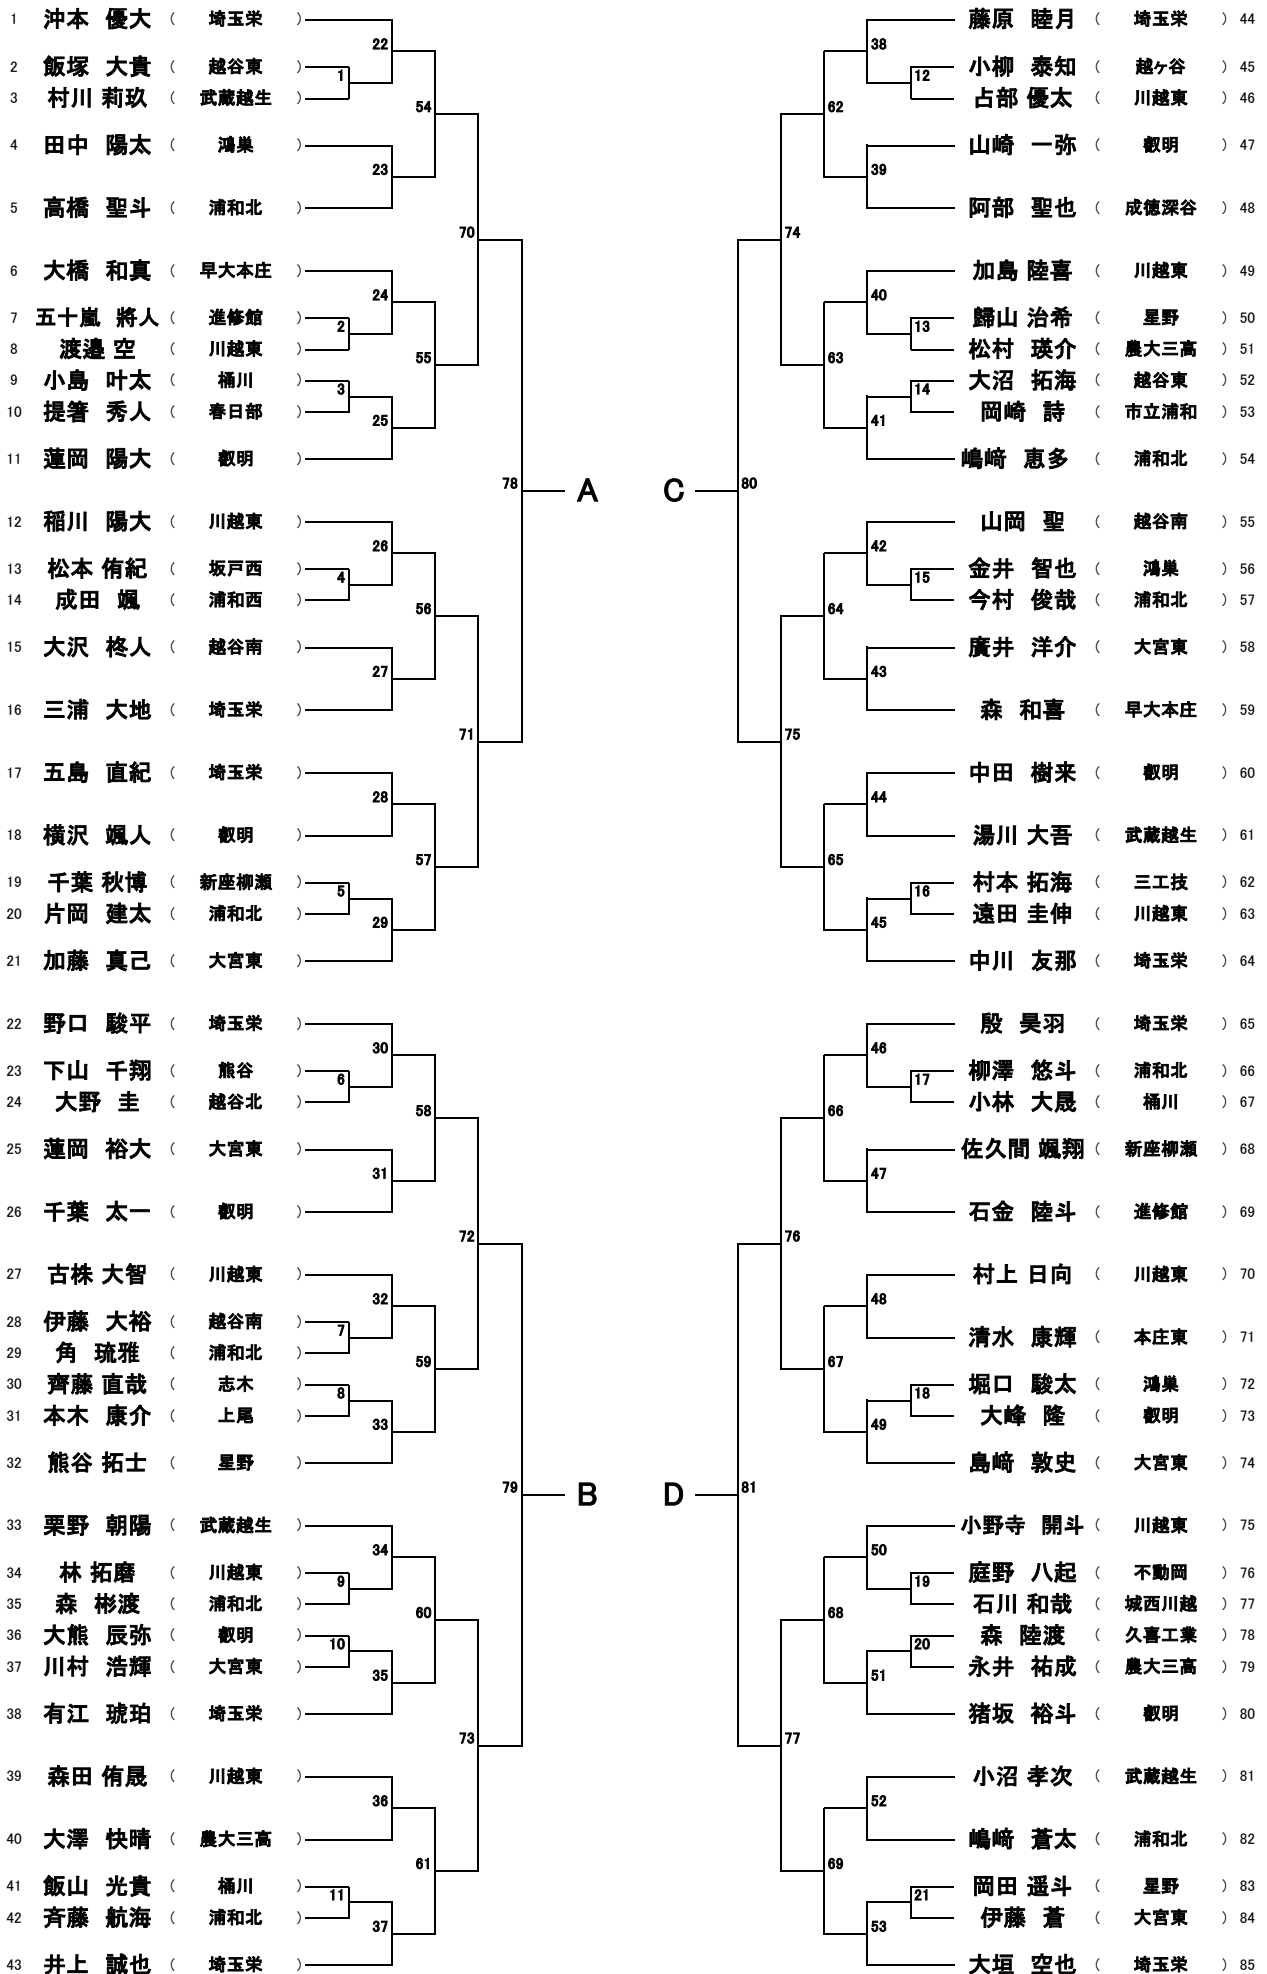 1 沖本 優大 ( 埼玉栄 )
22
2 飯塚 大貴 ( 越谷東 )
1
3 村川 莉玖 ( 武蔵越生 )
54
4 田中 陽太 ( 鴻巣 )
23
5 高橋 聖斗 ( 浦和北 )
70
6 大橋 和真 ( 早大本庄 )
24
7 五十嵐 將人 ( 進修館 )
2
8 渡邉 空 ( 川越東 )
55
9 小島 叶太 ( 桶川 )
3
10 提箸 秀人 ( 春日部 )
25
11 蓮岡 陽大 ( 叡明 )
78
A
12 稲川 陽大 ( 川越東 )
26
13 松本 侑紀 ( 坂戸西 )
4
14 成田 颯 ( 浦和西 )
56
15 大沢 柊人 ( 越谷南 )
27
16 三浦 大地 ( 埼玉栄 )
71
17 五島 直紀 ( 埼玉栄 )
28
18 横沢 颯人 ( 叡明 )
57
19 千葉 秋博 ( 新座柳瀬 )
5
20 片岡 建太 ( 浦和北 )
29
21 加藤 真己 ( 大宮東 )
22 野口 駿平 ( 埼玉栄 )
30
23 下山 千翔 ( 熊谷 )
6
24 大野 圭 ( 越谷北 )
58
25 蓮岡 裕大 ( 大宮東 )
31
26 千葉 太一 ( 叡明 )
72
27 古株 大智 ( 川越東 )
32
28 伊藤 大裕 ( 越谷南 )
7
29 角 琉雅 ( 浦和北 )
59
30 齊藤 直哉 ( 志木 )
8
31 本木 康介 ( 上尾 )
33
32 熊谷 拓士 ( 星野 )
79
B
33 栗野 朝陽 ( 武蔵越生 )
34
34 林 拓磨 ( 川越東 )
9
35 森 彬渡 ( 浦和北 )
60
36 大熊 辰弥 ( 叡明 )
10
37 川村 浩輝 ( 大宮東 )
35
38 有江 琥珀 ( 埼玉栄 )
73
39 森田 侑晟 ( 川越東 )
36
40 大澤 快晴 ( 農大三高 )
61
41 飯山 光貴 ( 桶川 )
11
42 斉藤 航海 ( 浦和北 )
37
43 井上 誠也 ( 埼玉栄 )
藤原 睦月 ( 埼玉栄 ) 44
38
小柳 泰知 ( 越ヶ谷 ) 45
12
占部 優太 ( 川越東 ) 46
62
山崎 一弥 ( 叡明 ) 47
39
阿部 聖也 ( 成徳深谷 ) 48
74
加島 陸喜 ( 川越東 ) 49
40
歸山 治希 ( 星野 ) 50
13
松村 瑛介 ( 農大三高 ) 51
63
大沼 拓海 ( 越谷東 ) 52
14
岡崎 詩 ( 市立浦和 ) 53
41
嶋﨑 恵多 ( 浦和北 ) 54
C
80
山岡 聖 ( 越谷南 ) 55
42
金井 智也 ( 鴻巣 ) 56
15
今村 俊哉 ( 浦和北 ) 57
64
廣井 洋介 ( 大宮東 ) 58
43
森 和喜 ( 早大本庄 ) 59
75
中田 樹来 ( 叡明 ) 60
44
湯川 大吾 ( 武蔵越生 ) 61
65
村本 拓海 ( 三工技 ) 62
16
遠田 圭伸 ( 川越東 ) 63
45
中川 友那 ( 埼玉栄 ) 64
殷 昊羽 ( 埼玉栄 ) 65
46
柳澤 悠斗 ( 浦和北 ) 66
17
小林 大晟 ( 桶川 ) 67
66
佐久間 颯翔 ( 新座柳瀬 ) 68
47
石金 陸斗 ( 進修館 ) 69
76
村上 日向 ( 川越東 ) 70
48
清水 康輝 ( 本庄東 ) 71
67
堀口 駿太 ( 鴻巣 ) 72
18
大峰 隆 ( 叡明 ) 73
49
島﨑 敦史 ( 大宮東 ) 74
D
81
小野寺 開斗 ( 川越東 ) 75
50
庭野 八起 ( 不動岡 ) 76
19
石川 和哉 ( 城西川越 ) 77
68
森 陸渡 ( 久喜工業 ) 78
20
永井 祐成 ( 農大三高 ) 79
51
猪坂 裕斗 ( 叡明 ) 80
77
小沼 孝次 ( 武蔵越生 ) 81
52
嶋﨑 蒼太 ( 浦和北 ) 82
69
岡田 遥斗 ( 星野 ) 83
21
伊藤 蒼 ( 大宮東 ) 84
53
大垣 空也 ( 埼玉栄 ) 85